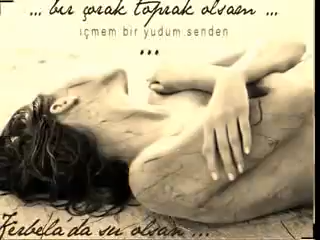 ... bir çorak toprak olsam ...
içmem bir yudum senden
...
Kerbela'da su olsan ...